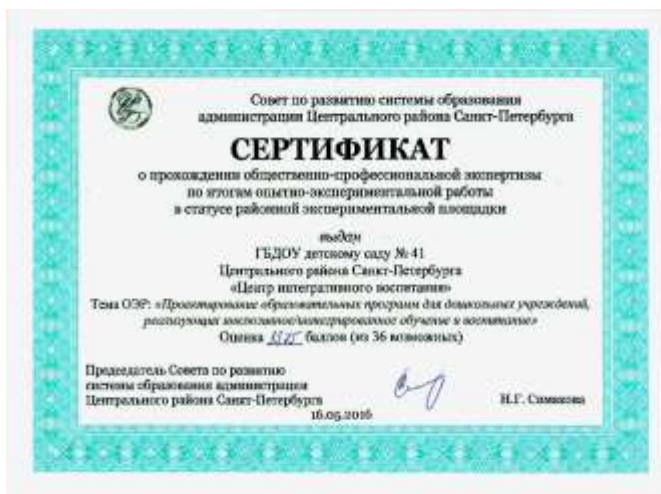 Совет по развитию системы образования
администрации Центрального района Санкт-Петербурга
СЕРТИФИКАТ
о прохождении общественно-профессиональной экспертизы
по итогам опытно-экспериментальной работы
в статусе районной экспериментальной площадки
выдан
ГБДОУ детскому саду № 41
Центрального района Санкт-Петербурга
«Центр интегративного воспитания»
Тема ОЭР: «Проектирование образовательных программ для дошкольных учреждений,
реализующих инклюзивное/интегрированное обучение и воспитание»
Оценка баллов (из 36 возможных)
Председатель Совета по развитию
системы образования администрации
Центрального района Санкт-Петербурга
Н.Г. Симакова
16.05.2016